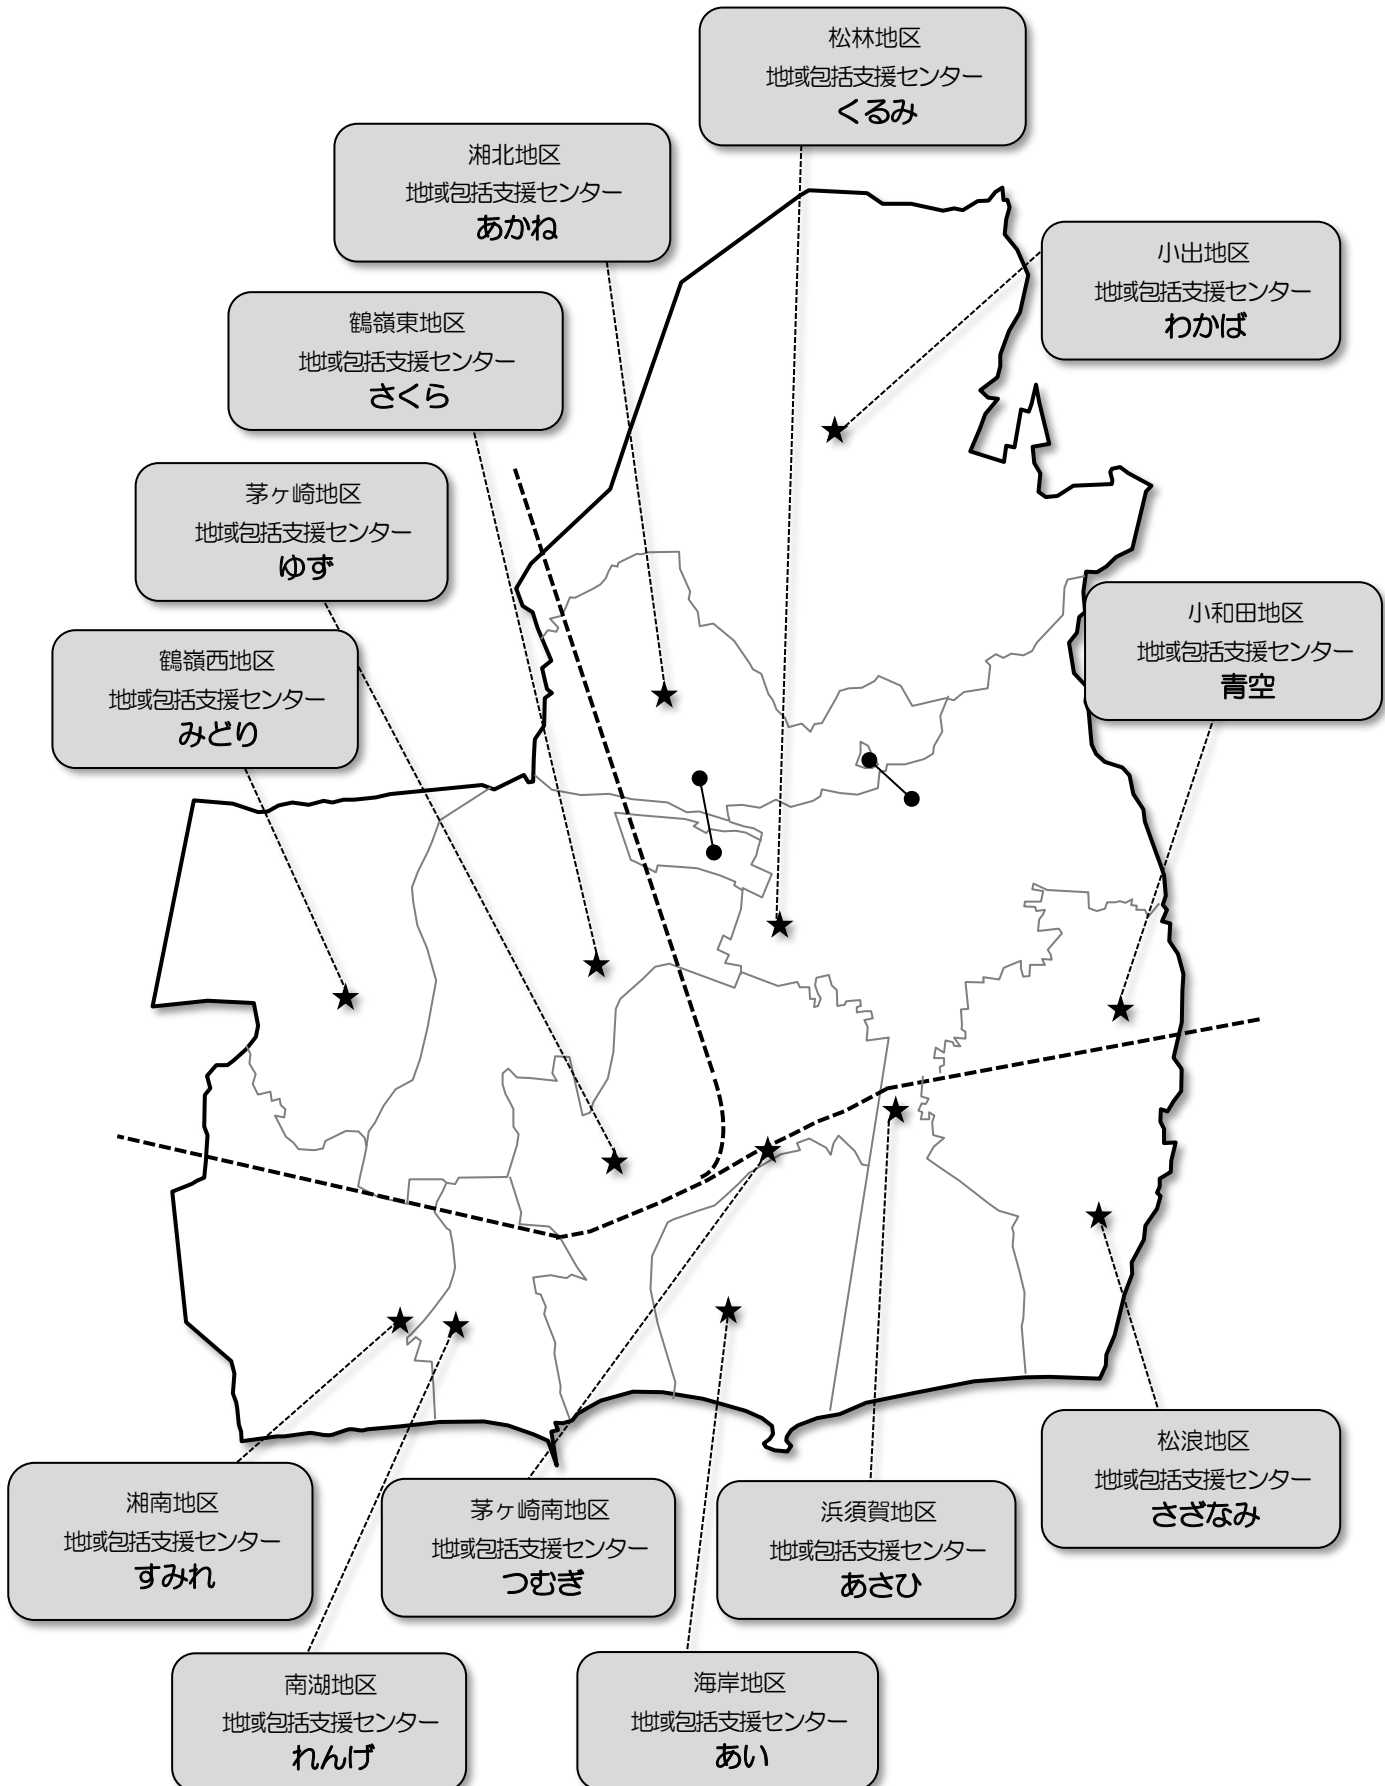 松林地区
地域包括支援センター
くるみ
湘北地区
地域包括支援センター
あかね
小出地区
地域包括支援センター
わかば
鶴嶺東地区
地域包括支援センター
さくら
茅ヶ崎地区
地域包括支援センター
ゆず
小和田地区
地域包括支援センター
青空
鶴嶺西地区
地域包括支援センター
みどり
松浪地区
地域包括支援センター
さざなみ
湘南地区
地域包括支援センター
すみれ
茅ヶ崎南地区
地域包括支援センター
つむぎ
浜須賀地区
地域包括支援センター
あさひ
南湖地区
地域包括支援センター
れんげ
海岸地区
地域包括支援センター
あい